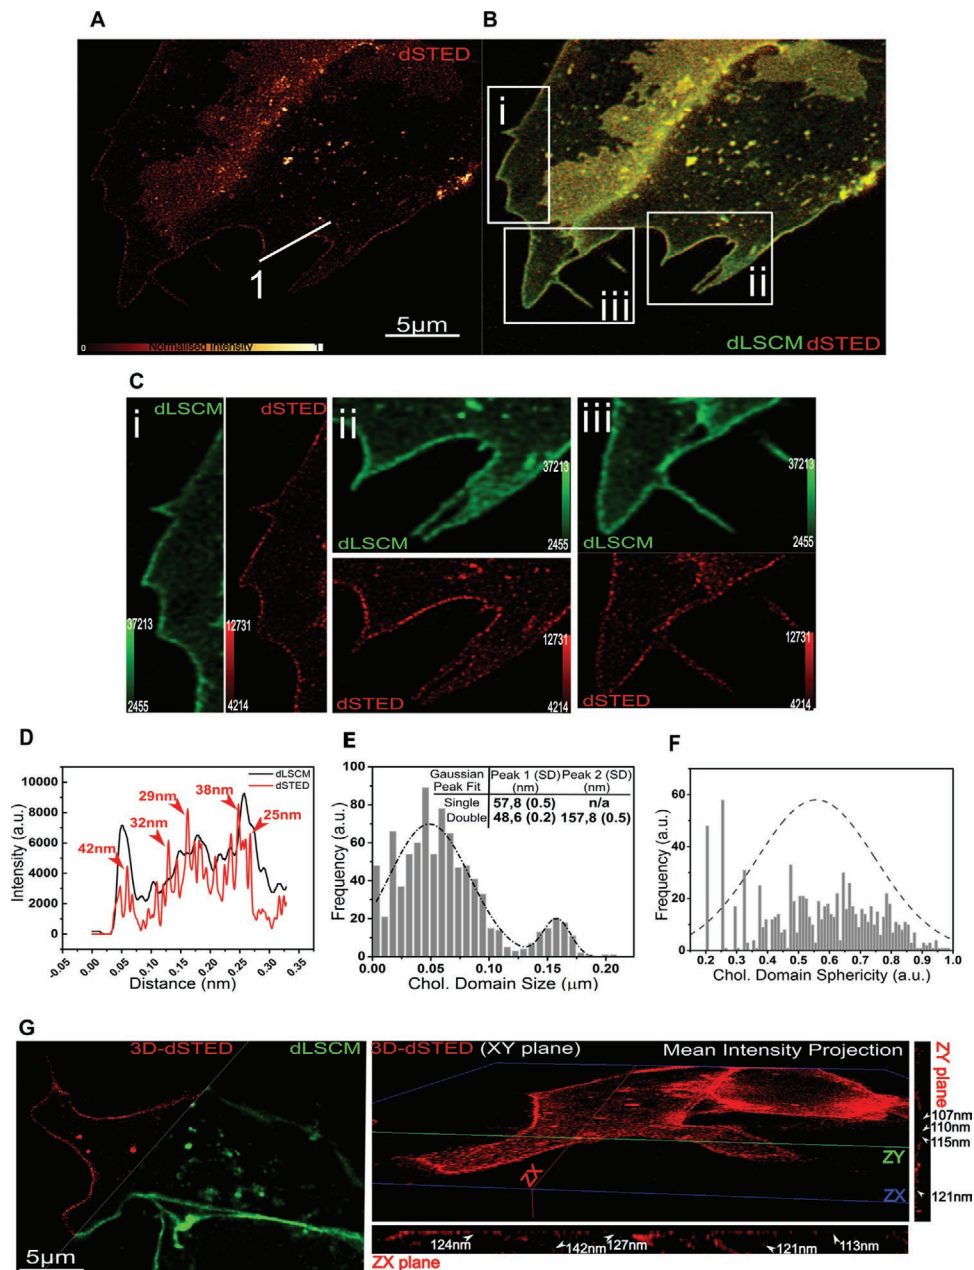 A
dSTED
1
5µm
0 Normalised Intensity 1
B
i
ii
iii
dLSCM dSTED
C
i
dLSCM
37213
2455
dSTED
12731
4214
ii
37213
2455
dLSCM
12731
4214
dSTED
iii
37213
2455
dLSCM
12731
4214
dSTED
D
dLSCM
dSTED
10000
8000
6000
4000
2000
0
Intensity (a.u.)
42nm
32nm
29nm
38nm
25nm
-0.05 0.00 0.05 0.10 0.15 0.20 0.25 0.30 0.35
Distance (nm)
E
100
80
60
40
20
0
Frequency (a.u.)
Gaussian Peak Fit Peak 1 (SD) (nm) Peak 2 (SD) (nm)
Single 57,8 (0.5) n/a
Double 48,6 (0.2) 157,8 (0.5)
0.00 0.05 0.10 0.15 0.20
Chol. Domain Size (µm)
F
80
60
40
20
0
Frequency (a.u.)
0.2 0.3 0.4 0.5 0.6 0.7 0.8 0.9 1.0
Chol. Domain Sphericity (a.u.)
G
3D-dSTED
dLSCM
5µm
3D-dSTED (XY plane)
Mean Intensity Projection
ZX
ZY
ZX
ZY plane
107nm
110nm
115nm
121nm
124nm
142nm
127nm
121nm
113nm
ZX plane